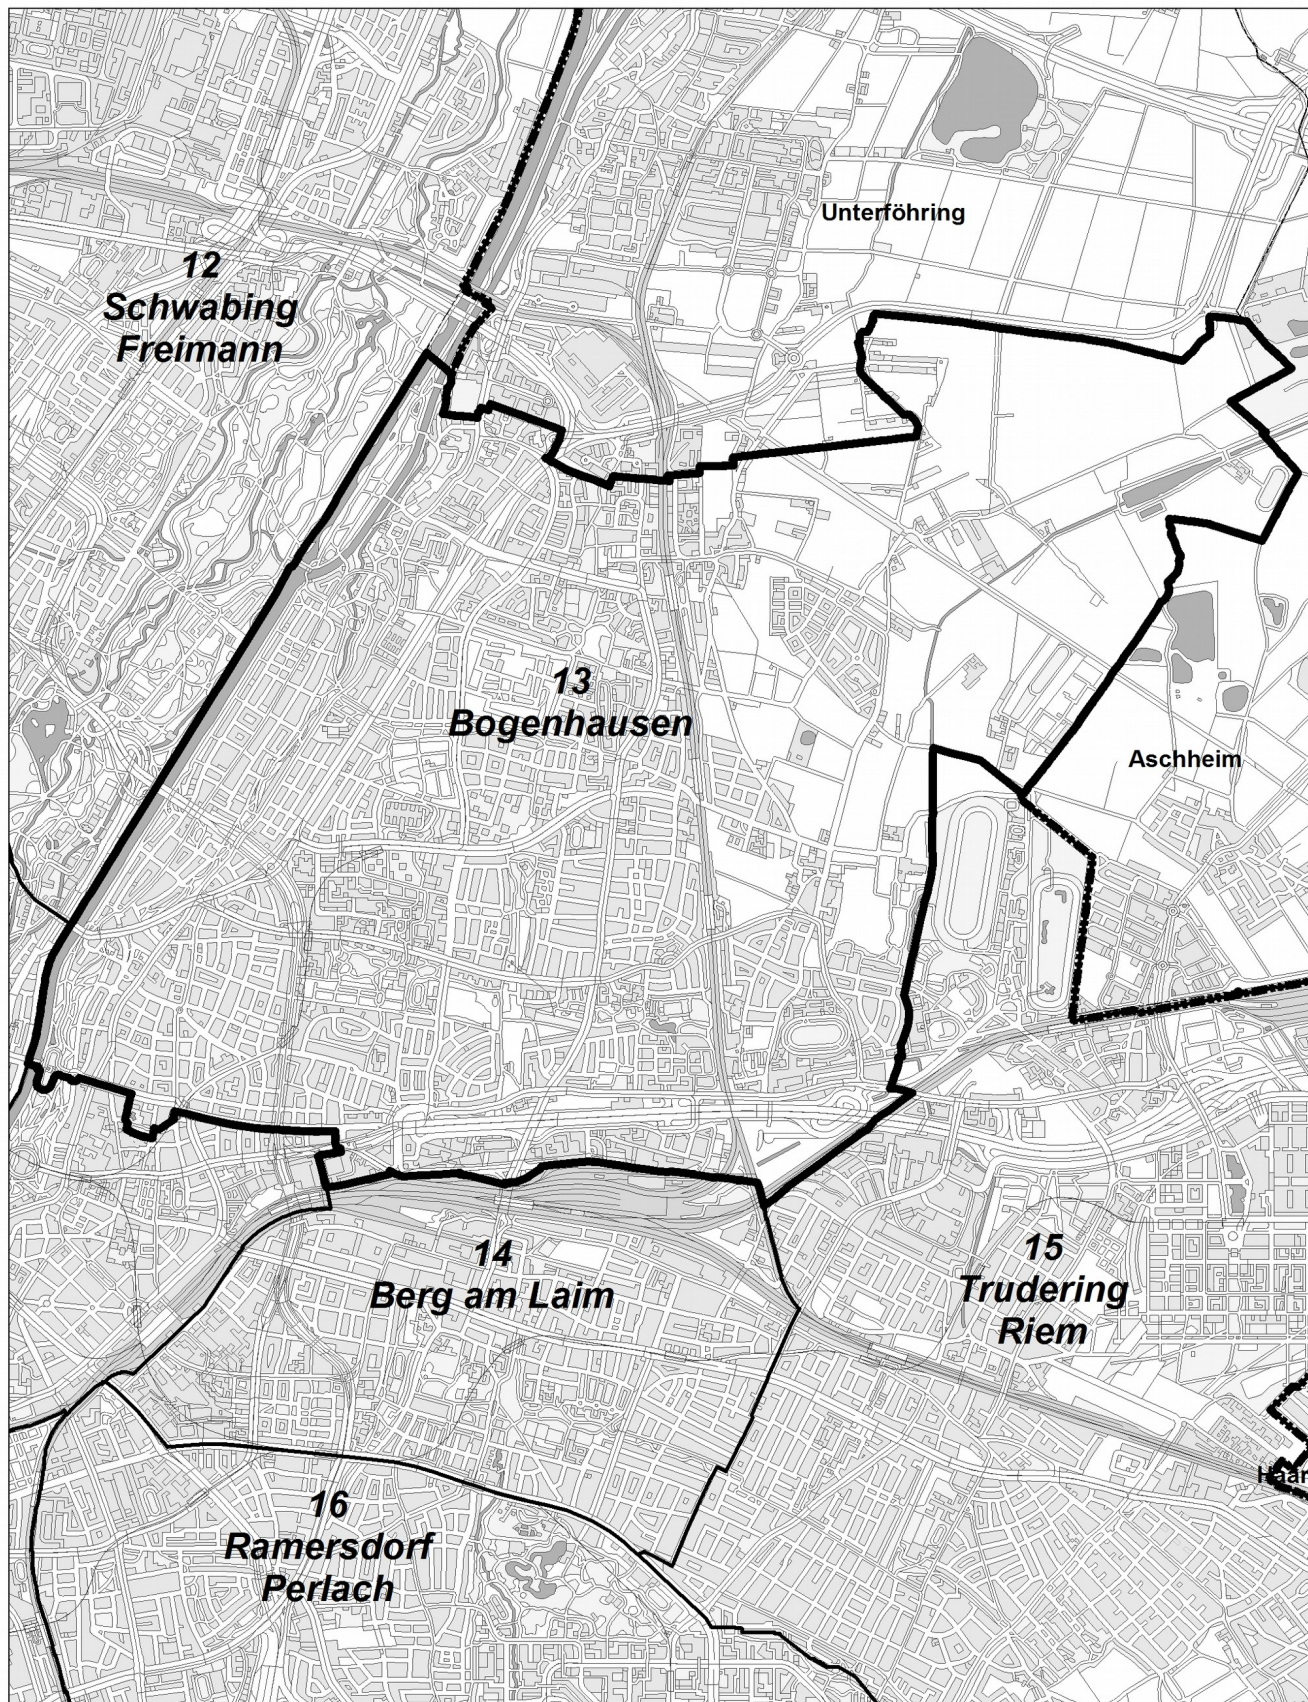 Unterföhring
12
Schwabing
Freimann
13
Bogenhausen
Aschheim
14
Berg am Laim
15
Trudering
Riem
16
Ramersdorf
Perlach